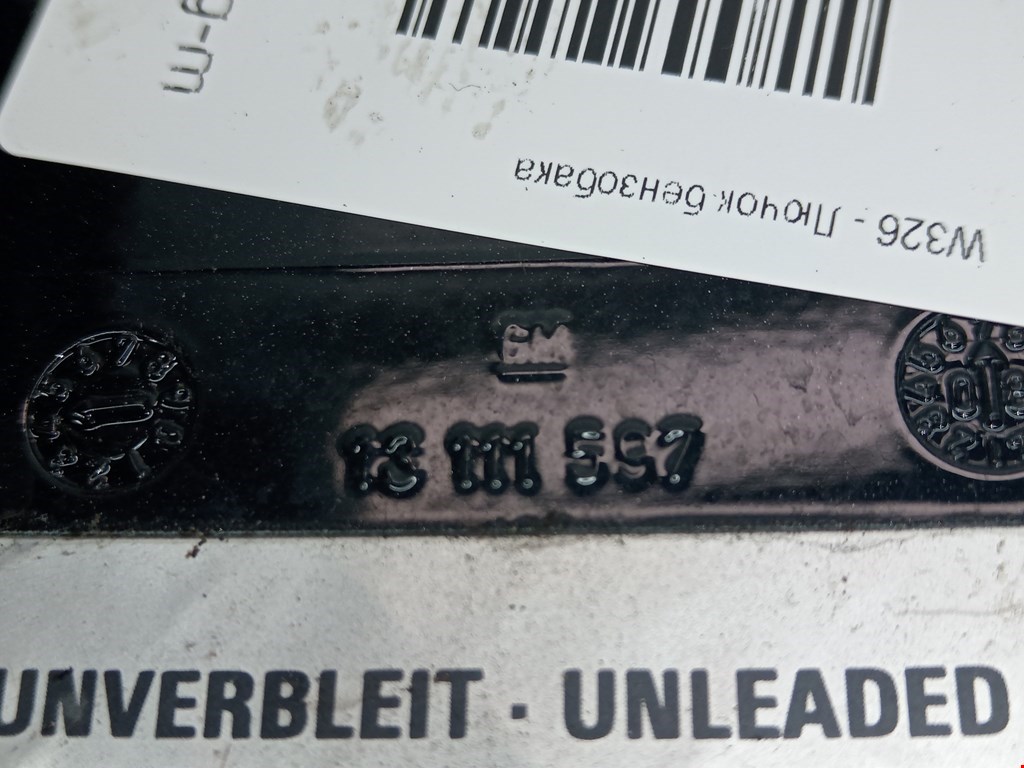 W326 - Лючок бензобака
GM
13 111 557
UNVERBLEIT · UNLEADED